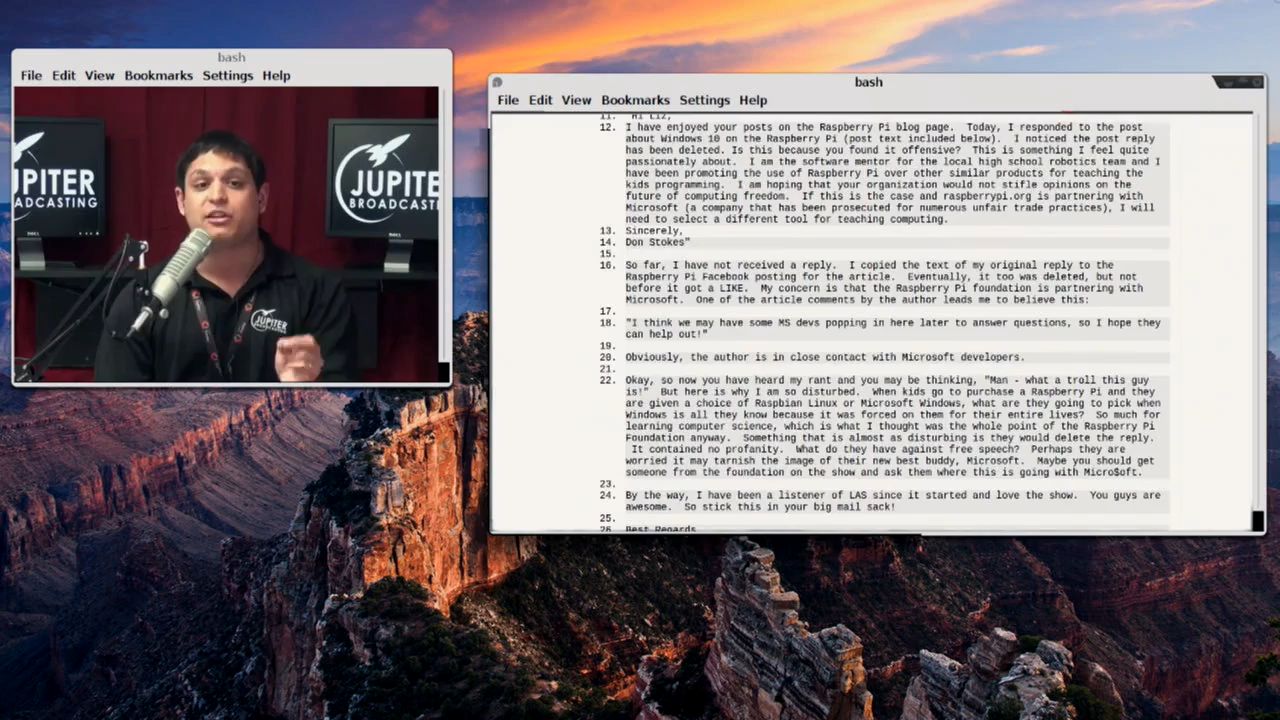 bash
File Edit View Bookmarks Settings Help
JPITER
ADCASTING
DELL
JUPITE
BROADCAST
DELL
JUPITER
BROADCASTING
bash
File Edit View Bookmarks Settings Help
11. "Hi Liz,
12. I have enjoyed your posts on the Raspberry Pi blog page. Today, I responded to the post
about Windows 10 on the Raspberry Pi (post text included below). I noticed the post reply
has been deleted. Is this because you found it offensive? This is something I feel quite
passionately about. I am the software mentor for the local high school robotics team and I
have been promoting the use of Raspberry Pi over other similar products for teaching the
kids programming. I am hoping that your organization would not stifle opinions on the
future of computing freedom. If this is the case and raspberrypi.org is partnering with
Microsoft (a company that has been prosecuted for numerous unfair trade practices), I will
need to select a different tool for teaching computing.
13. Sincerely,
14. Don Stokes"
15.
16. So far, I have not received a reply. I copied the text of my original reply to the
Raspberry Pi Facebook posting for the article. Eventually, it too was deleted, but not
before it got a LIKE. My concern is that the Raspberry Pi foundation is partnering with
Microsoft. One of the article comments by the author leads me to believe this:
17.
18. "I think we may have some MS devs popping in here later to answer questions, so I hope they
can help out!"
19.
20. Obviously, the author is in close contact with Microsoft developers.
21.
22. Okay, so now you have heard my rant and you may be thinking, "Man - what a troll this guy
is!" But here is why I am so disturbed. When kids go to purchase a Raspberry Pi and they
are given a choice of Raspbian Linux or Microsoft Windows, what are they going to pick when
Windows is all they know because it was forced on them for their entire lives? So much for
learning computer science, which is what I thought was the whole point of the Raspberry Pi
Foundation anyway. Something that is almost as disturbing is they would delete the reply.
It contained no profanity. What do they have against free speech? Perhaps they are
worried it may tarnish the image of their new best buddy, Microsoft. Maybe you should get
someone from the foundation on the show and ask them where this is going with Micro$oft.
23.
24. By the way, I have been a listener of LAS since it started and love the show. You guys are
awesome. So stick this in your big mail sack!
25.
26. Best Regards